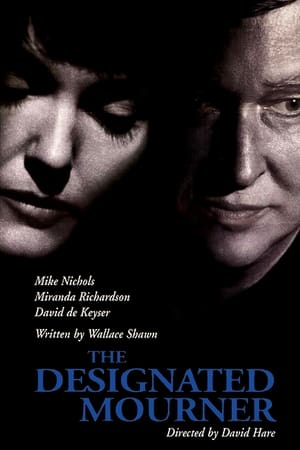 Mike Nichols
Miranda Richardson
David de Keyser
Written by Wallace Shawn
THE
DESIGNATED
MOURNER
Directed by David Hare